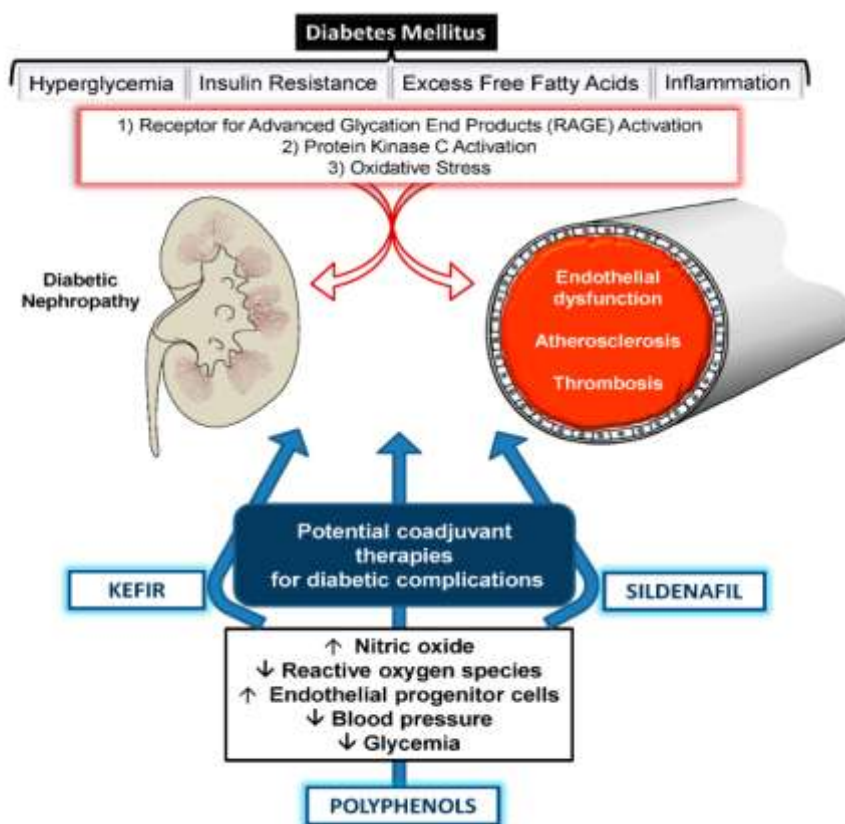 Diabetes Mellitus
Hyperglycemia Insulin Resistance Excess Free Fatty Acids Inflammation
1) Receptor for Advanced Glycation End Products (RAGE) Activation
2) Protein Kinase C Activation
3) Oxidative Stress
Diabetic
Nephropathy
Endothelial
dysfunction
Atherosclerosis
Thrombosis
Potential coadjuvant
therapies
for diabetic complications
KEFIR
SILDENAFIL
↑ Nitric oxide
↓ Reactive oxygen species
↑ Endothelial progenitor cells
↓ Blood pressure
↓ Glycemia
POLYPHENOLS